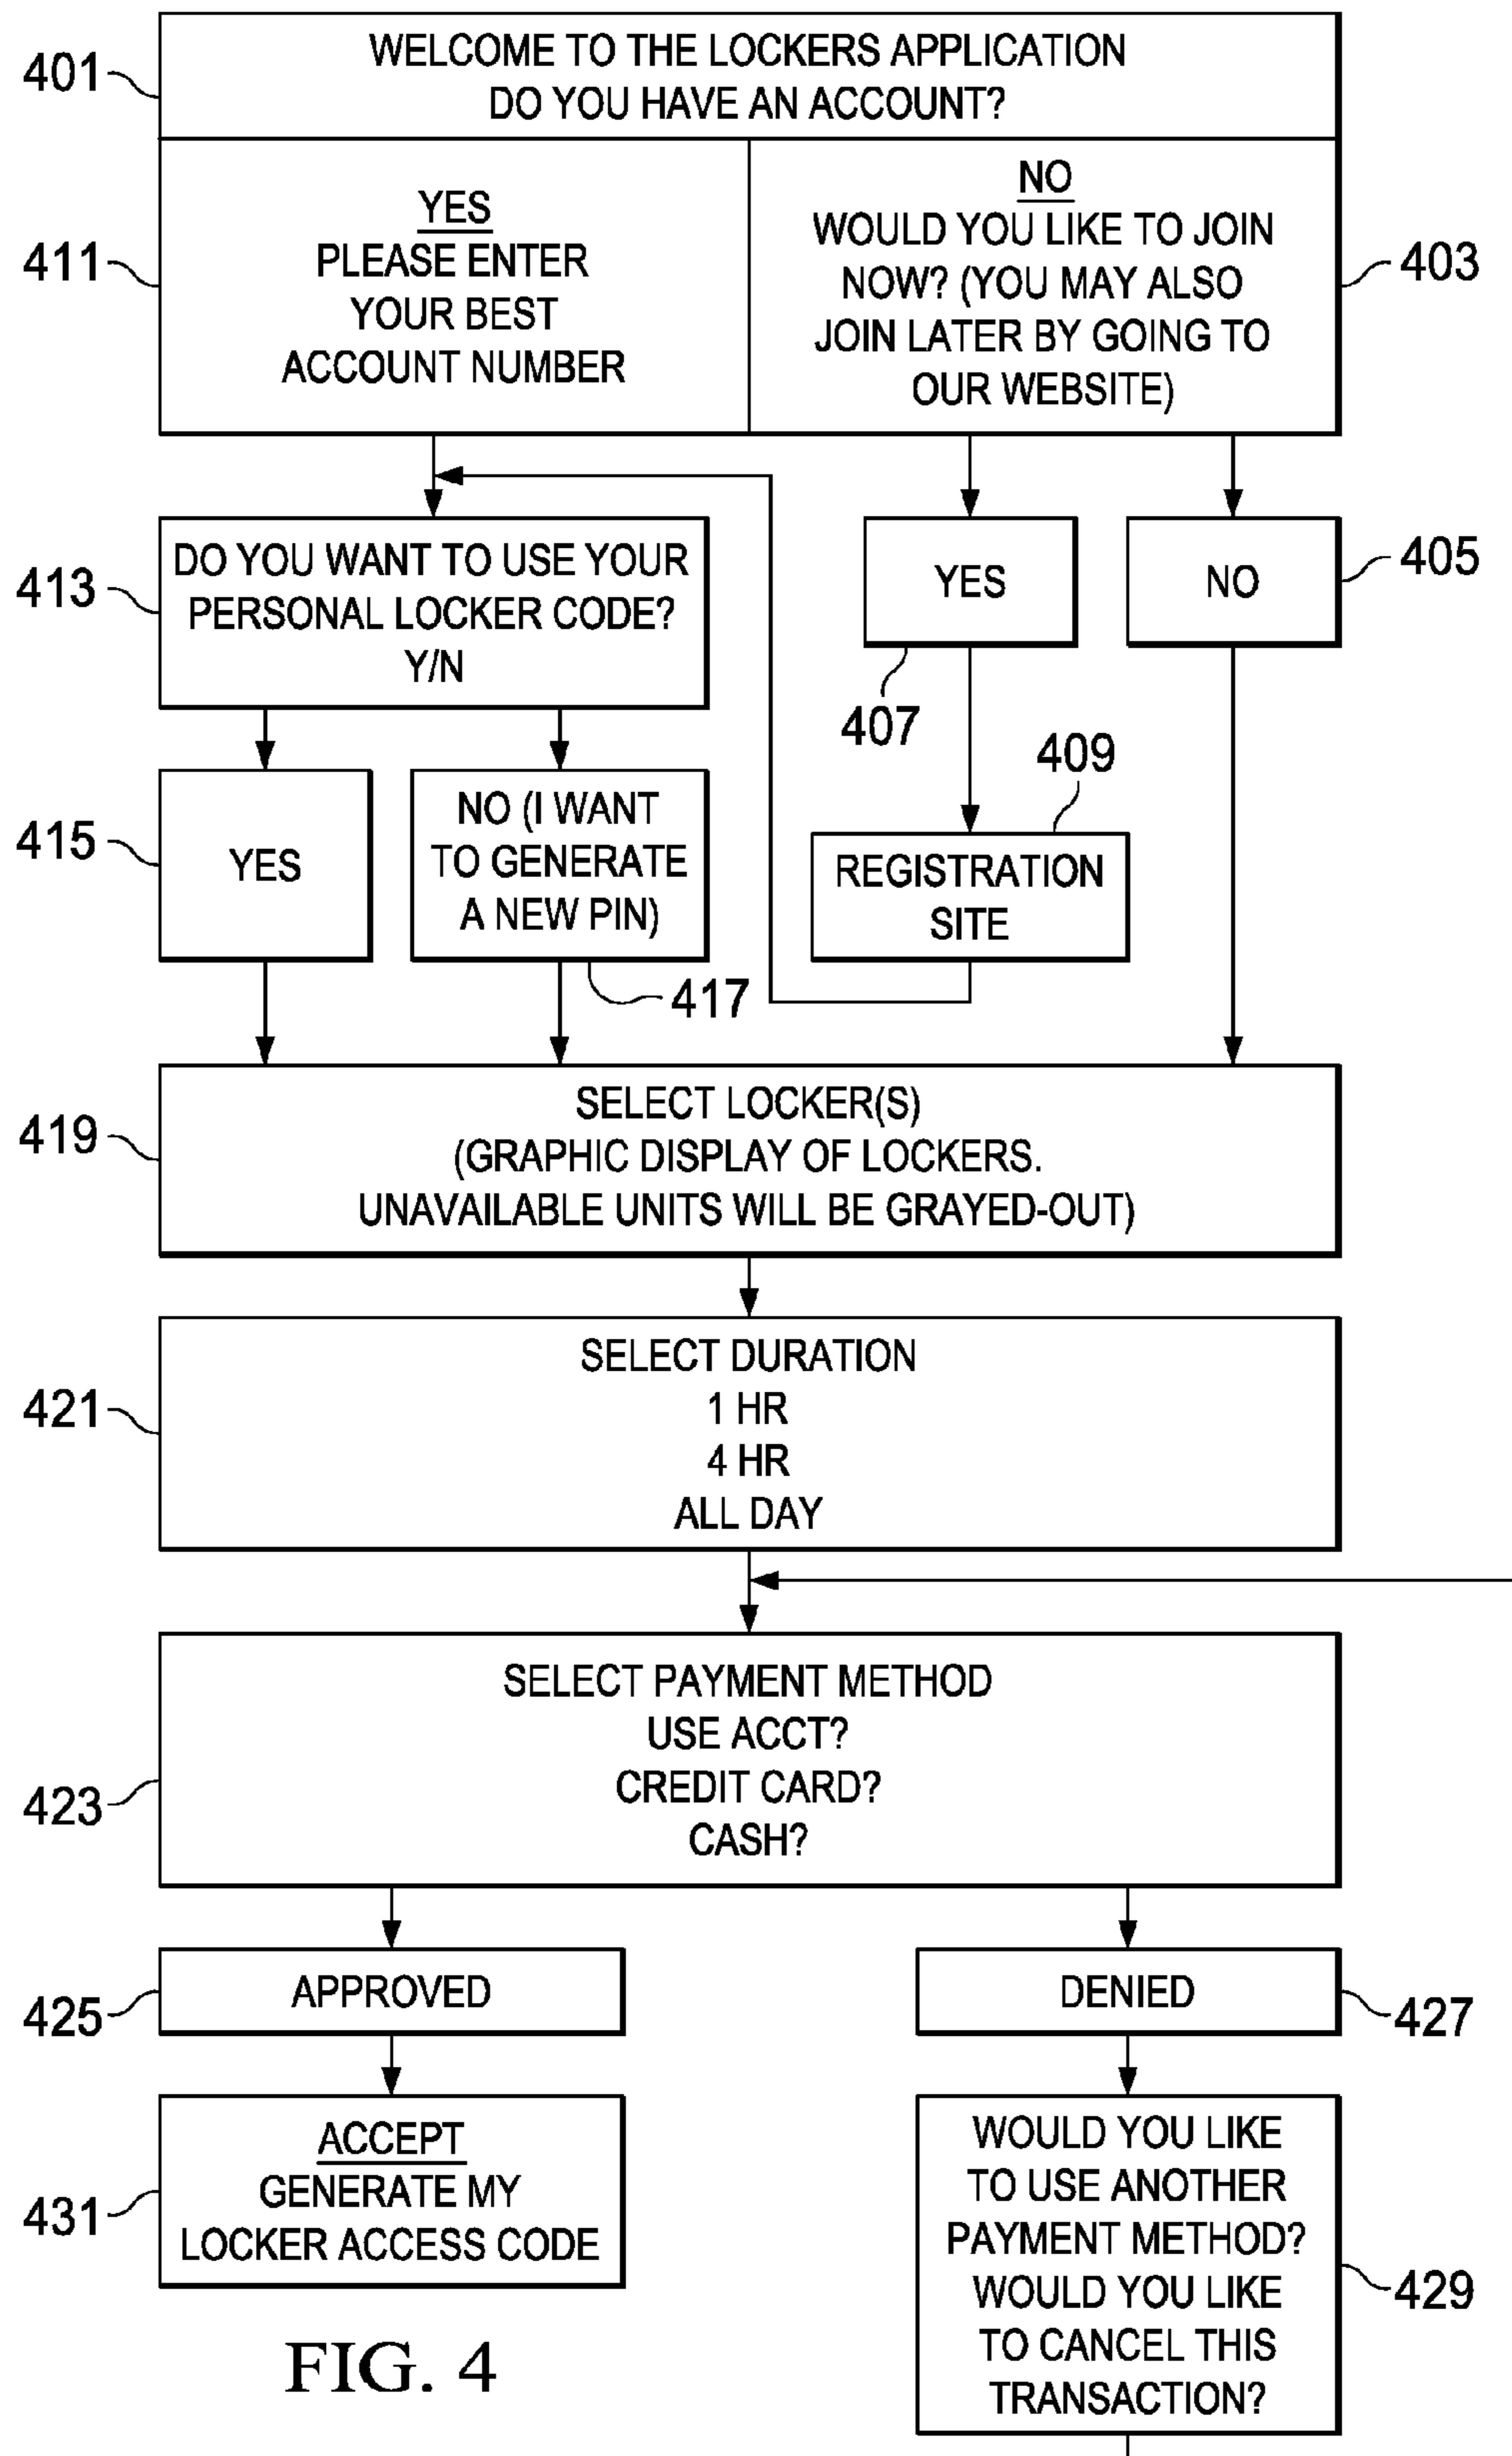 401
WELCOME TO THE LOCKERS APPLICATION
DO YOU HAVE AN ACCOUNT?
411
YES
PLEASE ENTER
YOUR BEST
ACCOUNT NUMBER
NO
WOULD YOU LIKE TO JOIN
NOW? (YOU MAY ALSO
JOIN LATER BY GOING TO
OUR WEBSITE)
403
413
DO YOU WANT TO USE YOUR
PERSONAL LOCKER CODE?
Y/N
YES
407
NO
405
415
YES
NO (I WANT
TO GENERATE
A NEW PIN)
417
409
REGISTRATION
SITE
419
SELECT LOCKER(S)
(GRAPHIC DISPLAY OF LOCKERS.
UNAVAILABLE UNITS WILL BE GRAYED-OUT)
421
SELECT DURATION
1 HR
4 HR
ALL DAY
423
SELECT PAYMENT METHOD
USE ACCT?
CREDIT CARD?
CASH?
425
APPROVED
DENIED
427
431
ACCEPT
GENERATE MY
LOCKER ACCESS CODE
WOULD YOU LIKE
TO USE ANOTHER
PAYMENT METHOD?
WOULD YOU LIKE
TO CANCEL THIS
TRANSACTION?
429
FIG. 4